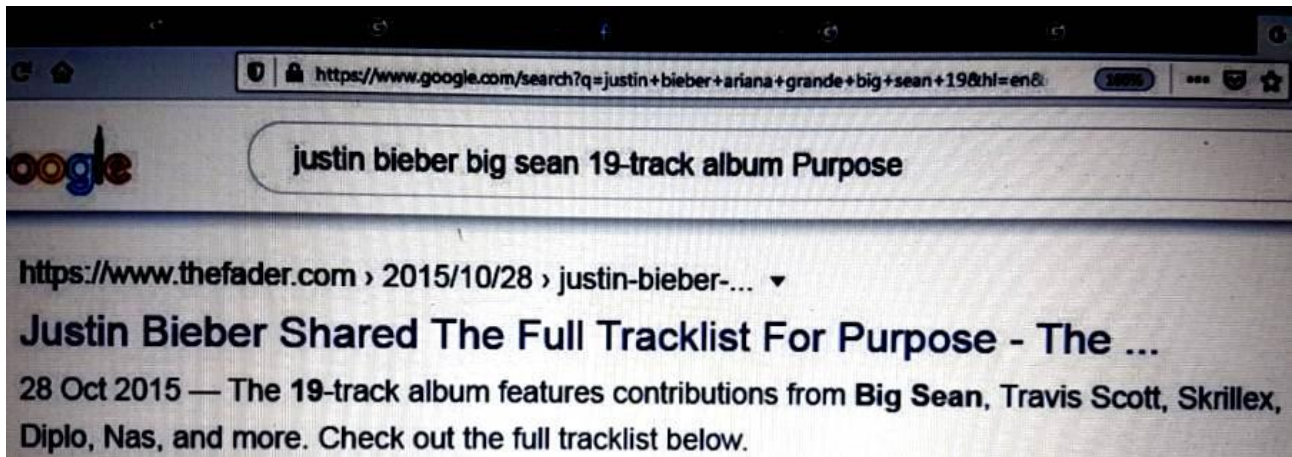 https://www.google.com/search?q=justin+bieber+ariana+grande+big+sean+19&hl=en&
100%
oogle
justin bieber big sean 19-track album Purpose
https://www.thefader.com › 2015/10/28 › justin-bieber-...
Justin Bieber Shared The Full Tracklist For Purpose - The ...
28 Oct 2015 — The 19-track album features contributions from Big Sean, Travis Scott, Skrillex,
Diplo, Nas, and more. Check out the full tracklist below.